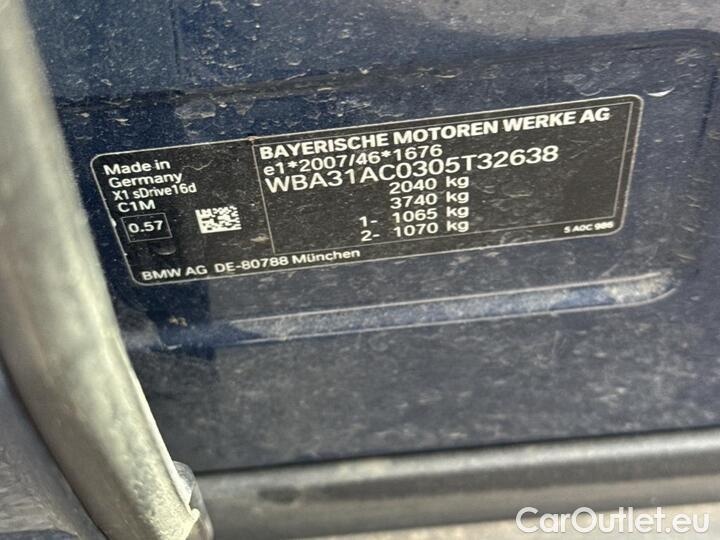 Made in
Germany
X1 sDrive16d
C1M
0.57
BAYERISCHE MOTOREN WERKE AG
e1*2007/46*1676
WBA31AC0305T32638
2040 kg
3740 kg
1- 1065 kg
2- 1070 kg
5 A0C 986
BMW AG DE-80788 München
CarOutlet.eu